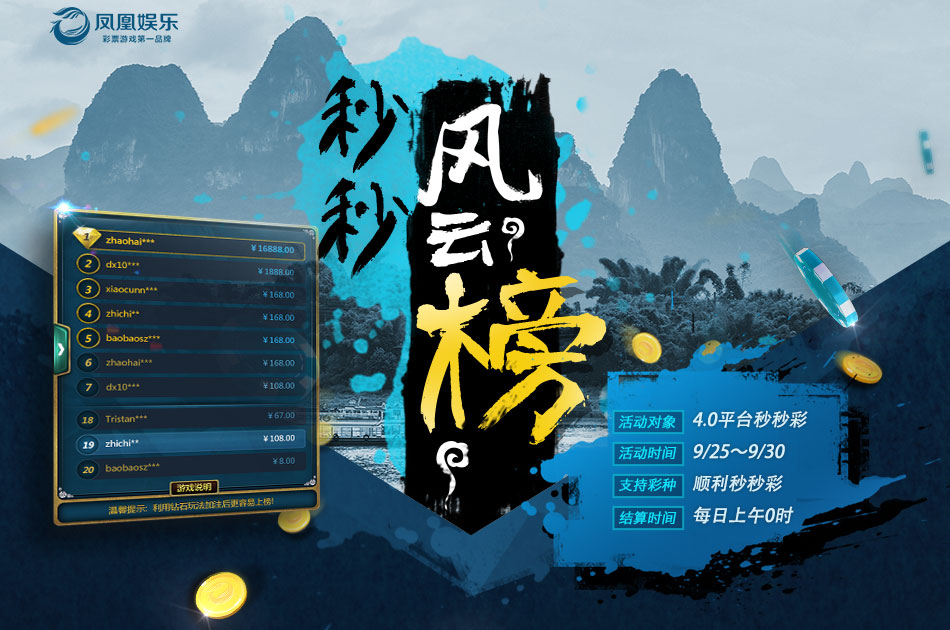 凤凰娱乐
彩票游戏第一品牌
秒秒
风云榜
1 zhaohai*** ¥16888.00
2 dx10*** ¥1888.00
3 xiaocunn*** ¥168.00
4 zhichi** ¥168.00
5 baobaosz*** ¥168.00
6 zhaohai*** ¥168.00
7 dx10*** ¥108.00
18 Tristan*** ¥67.00
19 zhichi** ¥108.00
20 baobaosz*** ¥8.00
游戏说明
温馨提示: 利用钻石玩法加注后更容易上榜!
活动对象 4.0平台秒秒彩
活动时间 9/25～9/30
支持彩种 顺利秒秒彩
结算时间 每日上午0时